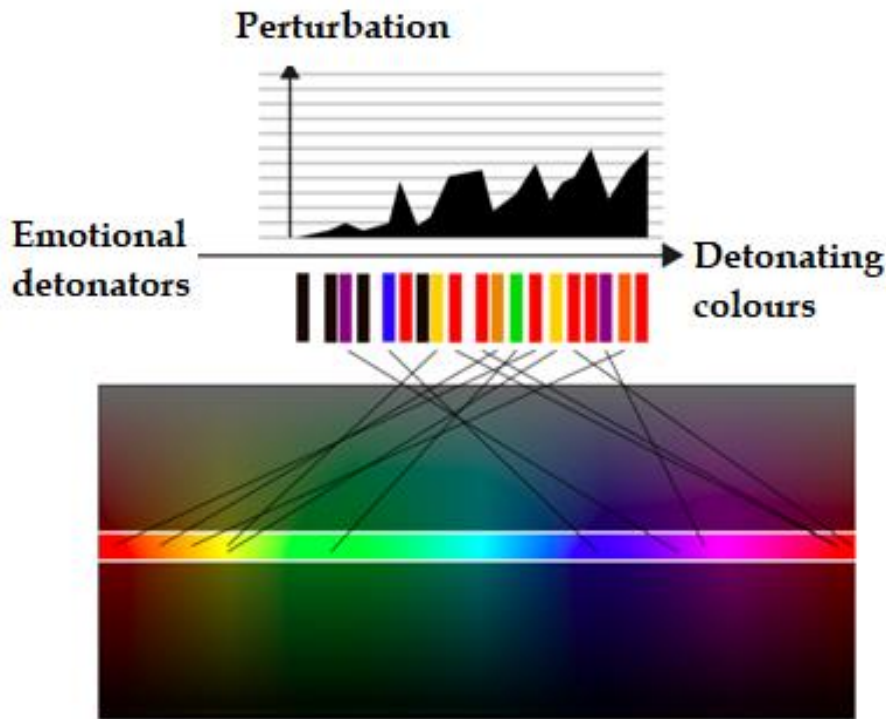 Perturbation
Emotional
detonators
Detonating
colours